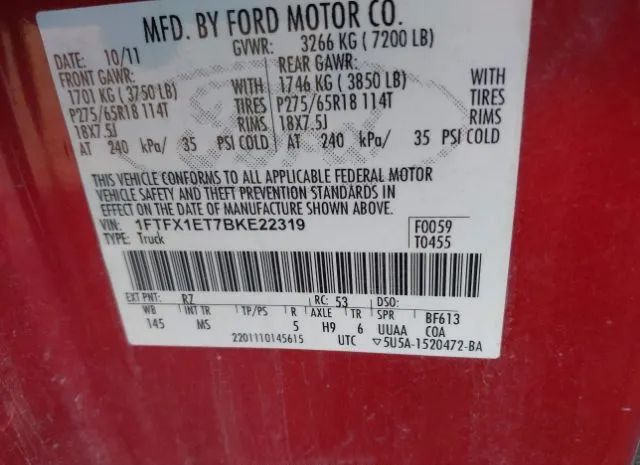 MFD. BY FORD MOTOR CO.
DATE: 10/11 GVWR: 3266 KG ( 7200 LB)
FRONT GAWR: REAR GAWR:
1701 KG ( 3750 LB) WITH 1746 KG ( 3850 LB) WITH
P275/65R18 114T TIRES P275/65R18 114T TIRES
18X7.5J RIMS 18X7.5J RIMS
AT 240 kPa/ 35 PSI COLD AT 240 kPa/ 35 PSI COLD
THIS VEHICLE CONFORMS TO ALL APPLICABLE FEDERAL MOTOR
VEHICLE SAFETY AND THEFT PREVENTION STANDARDS IN
EFFECT ON THE DATE OF MANUFACTURE SHOWN ABOVE.
VIN: 1FTFX1ET7BKE22319 F0059
TYPE: Truck T0455
EXT PNT: RZ RC: 53 DSO:
WB INT TR TP/PS R AXLE TR SPR BF613
145 MS 5 H9 6 UUAA COA
2201110145615 UTC ▽5U5A-1520472-BA